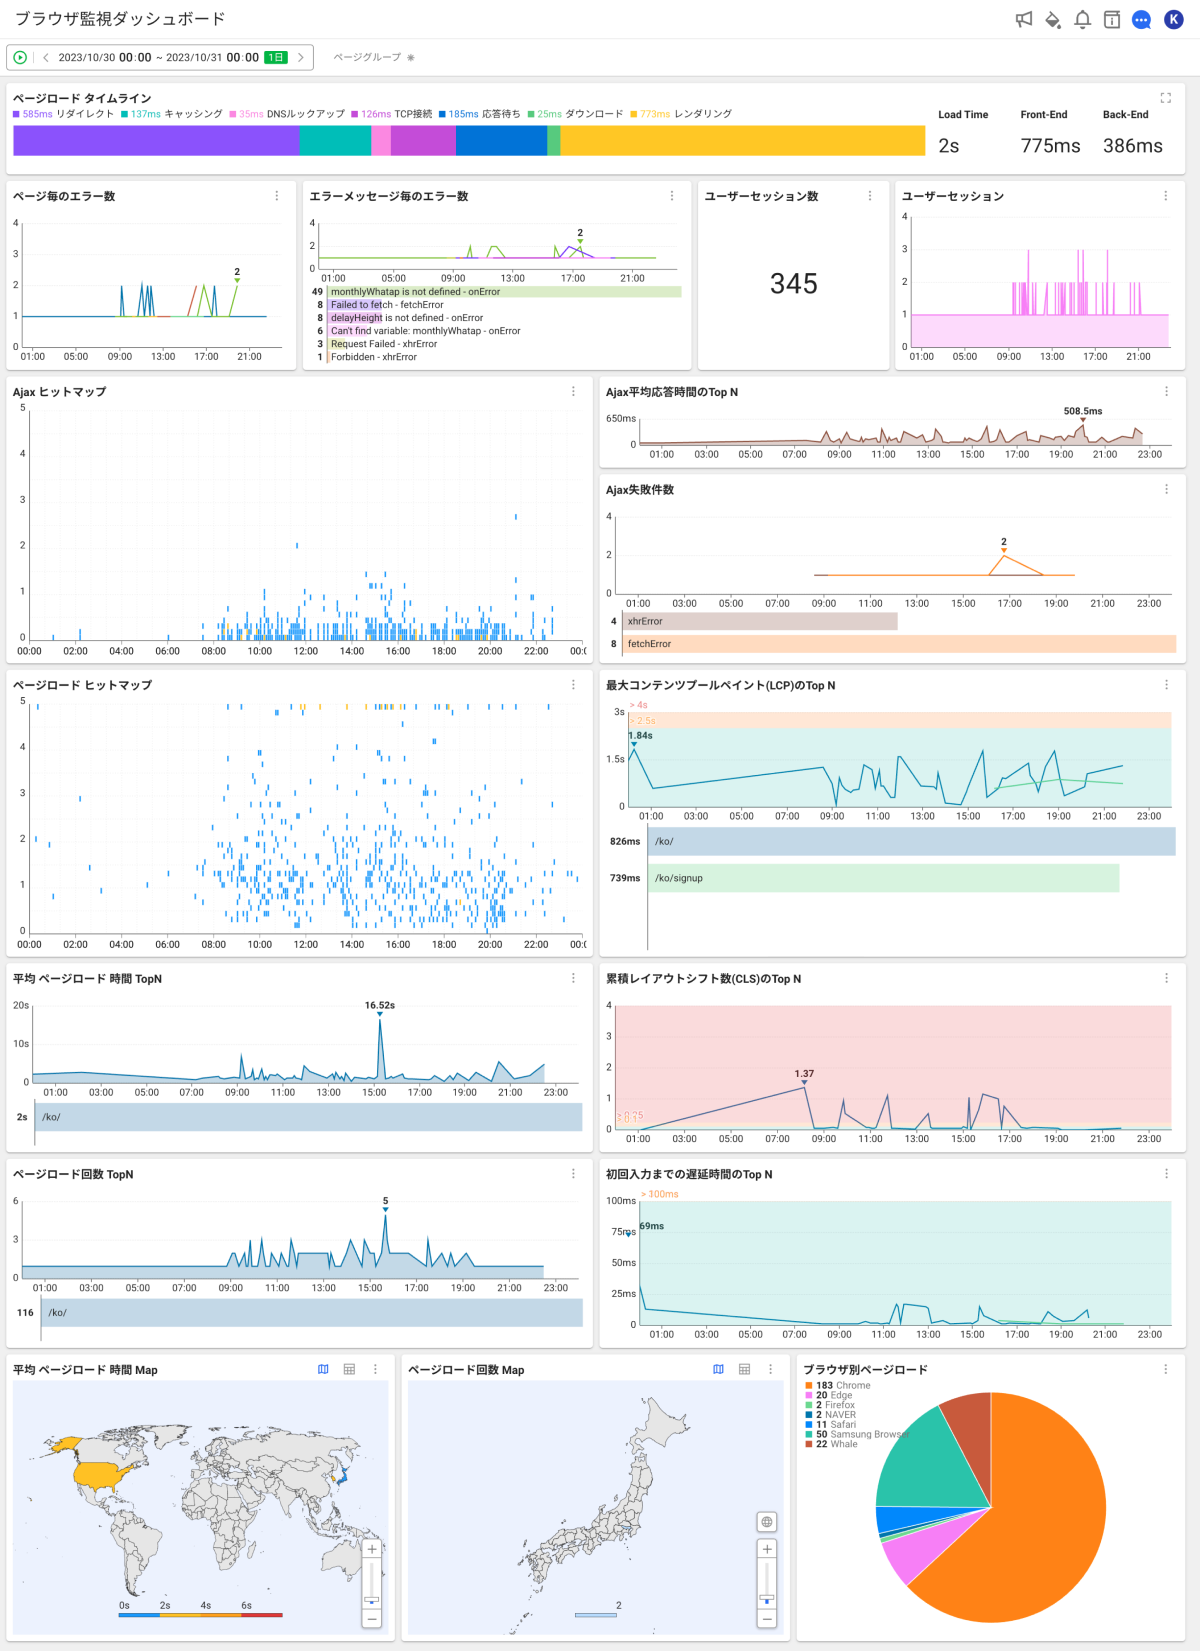 ブラウザ監視ダッシュボード
K
2023/10/30 00:00 ~ 2023/10/31 00:00 1日
ページグループ ✳
ページロード タイムライン
585ms リダイレクト 137ms キャッシング 35ms DNSルックアップ 126ms TCP接続 185ms 応答待ち 25ms ダウンロード 773ms レンダリング
Load Time Front-End Back-End
2s 775ms 386ms
ページ毎のエラー数
4
3
2
1
0
2
01:00 05:00 09:00 13:00 17:00 21:00
エラーメッセージ毎のエラー数
4
2
0
2
01:00 05:00 09:00 13:00 17:00 21:00
49 monthlyWhatap is not defined - onError
8 Failed to fetch - fetchError
8 delayHeight is not defined - onError
6 Can't find variable: monthlyWhatap - onError
3 Request Failed - xhrError
1 Forbidden - xhrError
ユーザーセッション数
345
ユーザーセッション
4
3
2
1
0
01:00 05:00 09:00 13:00 17:00 21:00
Ajax ヒットマップ
5
4
3
2
1
0
00:00 02:00 04:00 06:00 08:00 10:00 12:00 14:00 16:00 18:00 20:00 22:00 00:(
Ajax平均応答時間のTop N
508.5ms
650ms
0
01:00 03:00 05:00 07:00 09:00 11:00 13:00 15:00 17:00 19:00 21:00 23:00
Ajax失敗件数
4
2
0
2
01:00 03:00 05:00 07:00 09:00 11:00 13:00 15:00 17:00 19:00 21:00 23:00
4 xhrError
8 fetchError
ページロード ヒットマップ
5
4
3
2
1
0
00:00 02:00 04:00 06:00 08:00 10:00 12:00 14:00 16:00 18:00 20:00 22:00 00:(
最大コンテンツプールペイント(LCP)のTop N
> 4s
3s
> 2.5s
1.84s
1.5s
0
01:00 03:00 05:00 07:00 09:00 11:00 13:00 15:00 17:00 19:00 21:00 23:00
826ms /ko/
739ms /ko/signup
平均 ページロード 時間 TopN
16.52s
20s
10s
0
01:00 03:00 05:00 07:00 09:00 11:00 13:00 15:00 17:00 19:00 21:00 23:00
2s /ko/
累積レイアウトシフト数(CLS)のTop N
4
3
2
1
0
1.37
> 0.25
> 0.1
01:00 03:00 05:00 07:00 09:00 11:00 13:00 15:00 17:00 19:00 21:00 23:00
ページロード回数 TopN
5
6
3
0
01:00 03:00 05:00 07:00 09:00 11:00 13:00 15:00 17:00 19:00 21:00 23:00
116 /ko/
初回入力までの遅延時間のTop N
> 300ms
100ms
75ms
69ms
50ms
25ms
0
01:00 03:00 05:00 07:00 09:00 11:00 13:00 15:00 17:00 19:00 21:00 23:00
平均 ページロード 時間 Map
0s 2s 4s 6s
ページロード回数 Map
2
ブラウザ別ページロード
183 Chrome
20 Edge
2 Firefox
2 NAVER
11 Safari
50 Samsung Browser
22 Whale